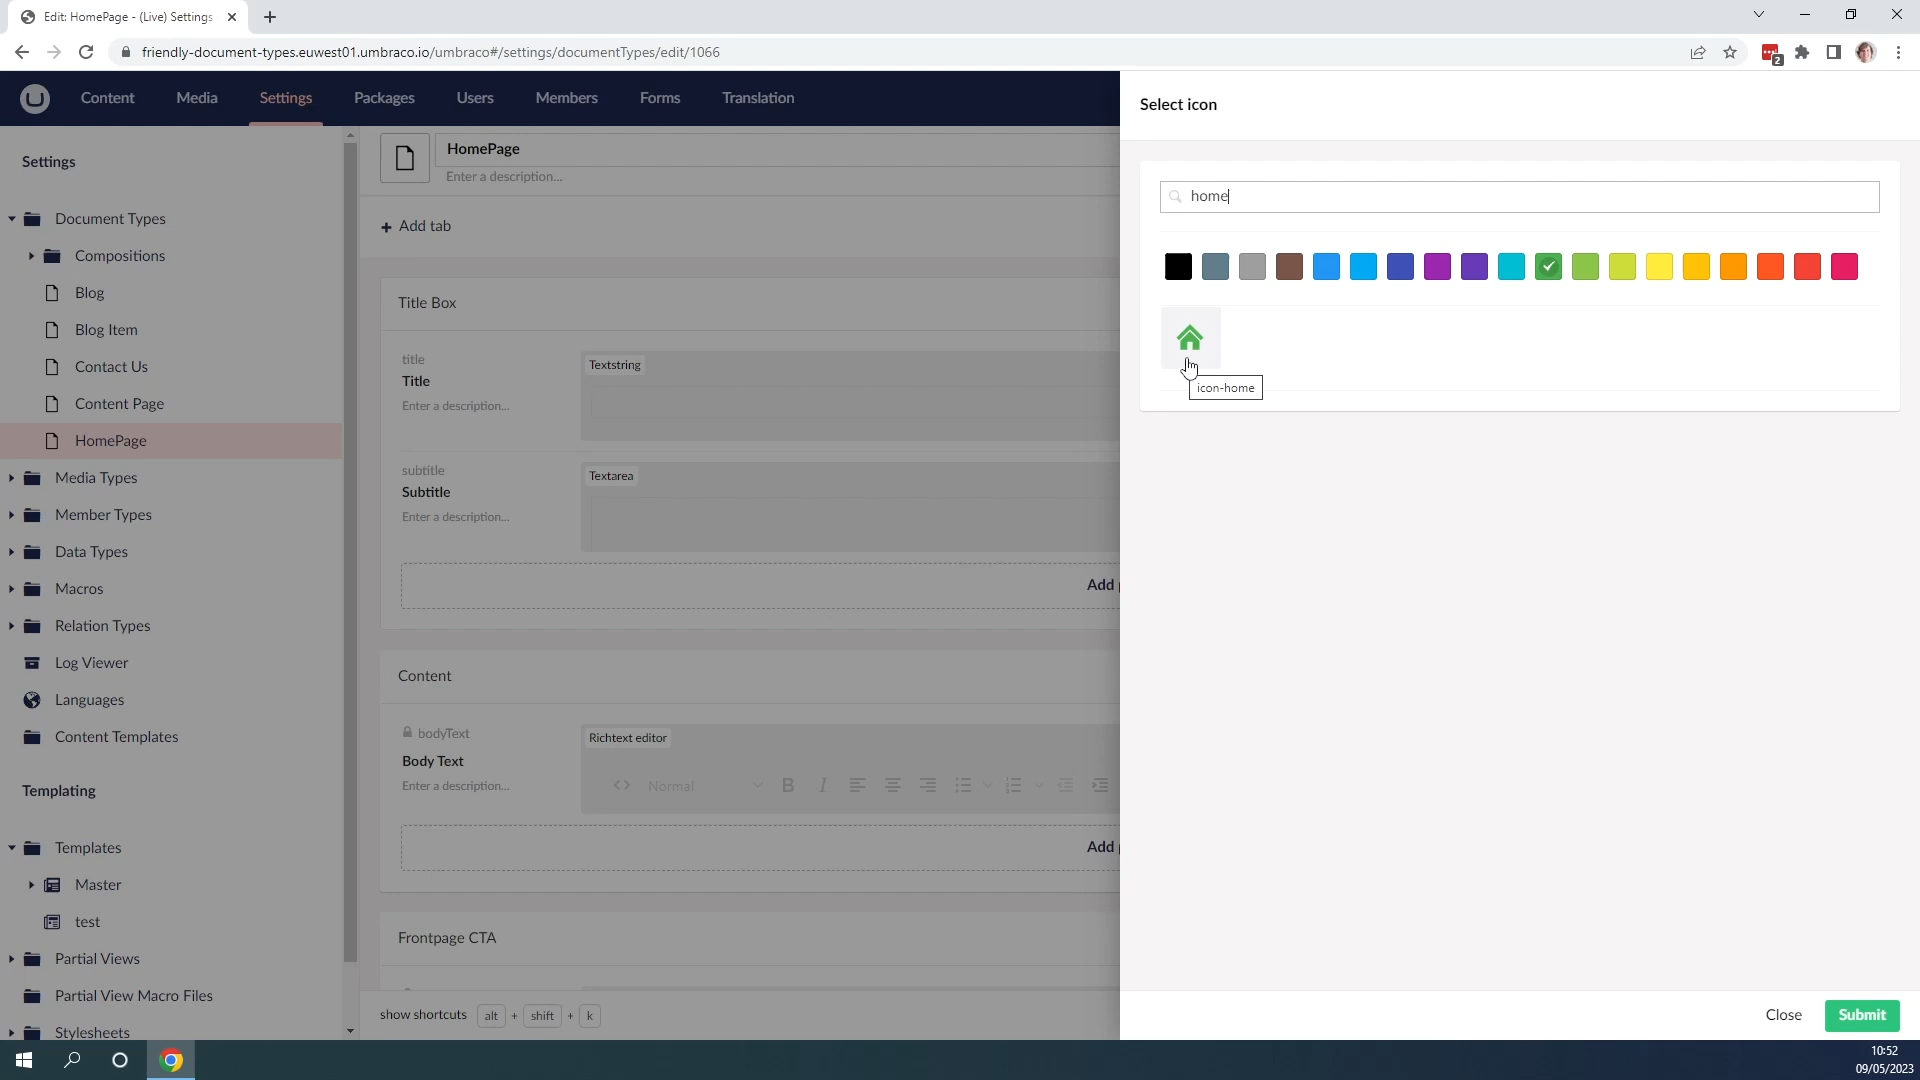 Edit: HomePage - (Live) Settings
friendly-document-types.euwest01.umbraco.io/umbraco#/settings/documentTypes/edit/1066
2
Content Media Settings Packages Users Members Forms Translation
Settings
Document Types
Compositions
Blog
Blog Item
Contact Us
Content Page
HomePage
Media Types
Member Types
Data Types
Macros
Relation Types
Log Viewer
Languages
Content Templates
Templating
Templates
Master
test
Partial Views
Partial View Macro Files
Stylesheets
HomePage
Enter a description...
+ Add tab
Title Box
title
Title
Enter a description...
Textstring
subtitle
Subtitle
Enter a description...
Textarea
Add
Content
bodyText
Body Text
Enter a description...
Richtext editor
Normal
B I
Add
Frontpage CTA
show shortcuts alt + shift + k
Select icon
home
icon-home
Close Submit
10:52
09/05/2023